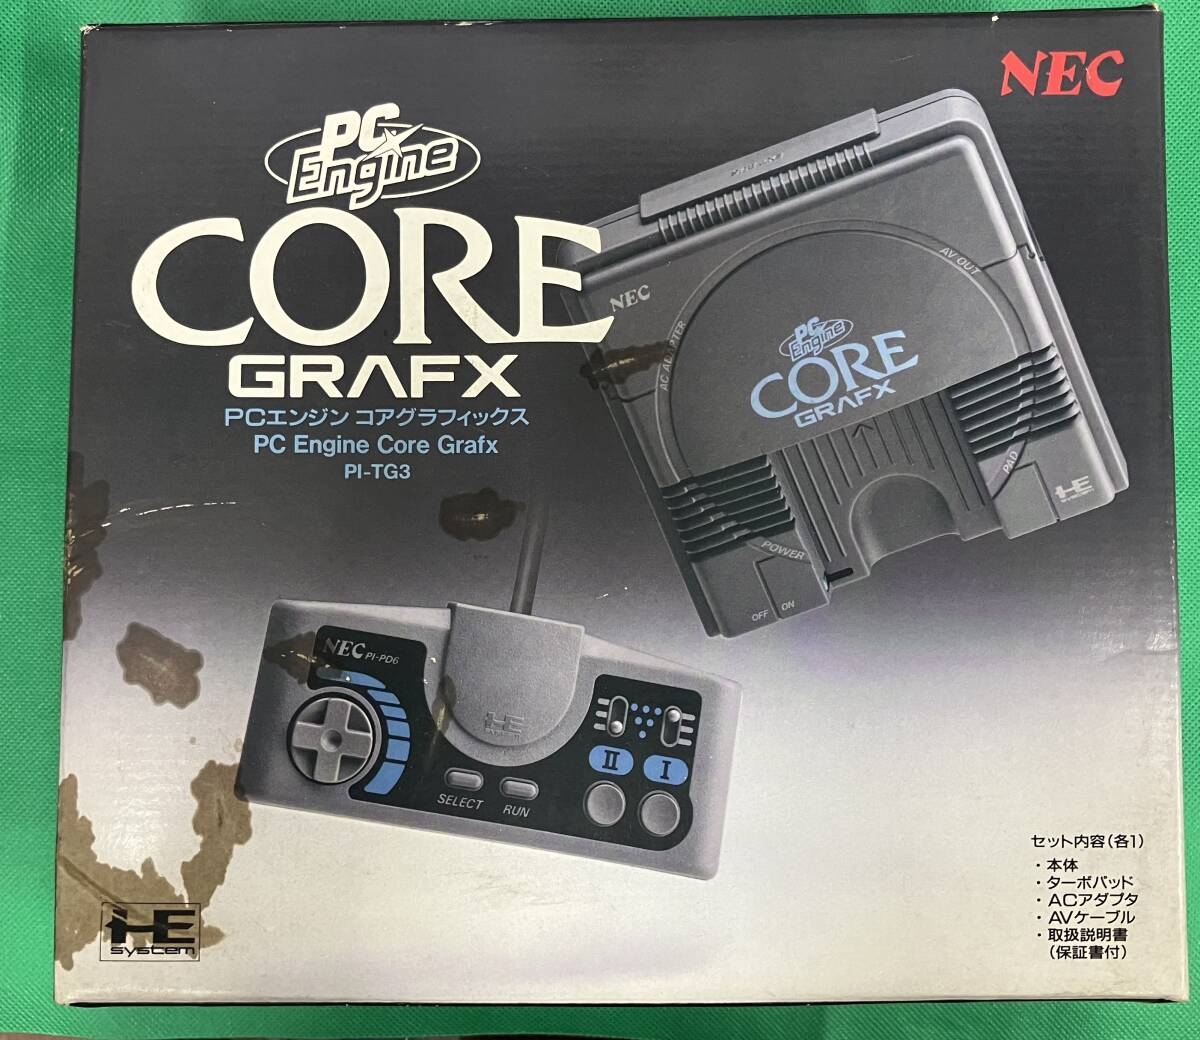 NEC
PC Engine
CORE
GRAFX
PCエンジン コアグラフィックス
PC Engine Core Grafx
PI-TG3
NEC
AC ADAPTER
AV OUT
PC Engine
CORE
GRAFX
PAD
HE SYSTEM
POWER
OFF ON
NEC PI-PD6
HE SYSTEM
SELECT
RUN
II
I
セット内容(各1)
・本体
・ターボパッド
・ACアダプタ
・AVケーブル
・取扱説明書
(保証書付)
HE
system